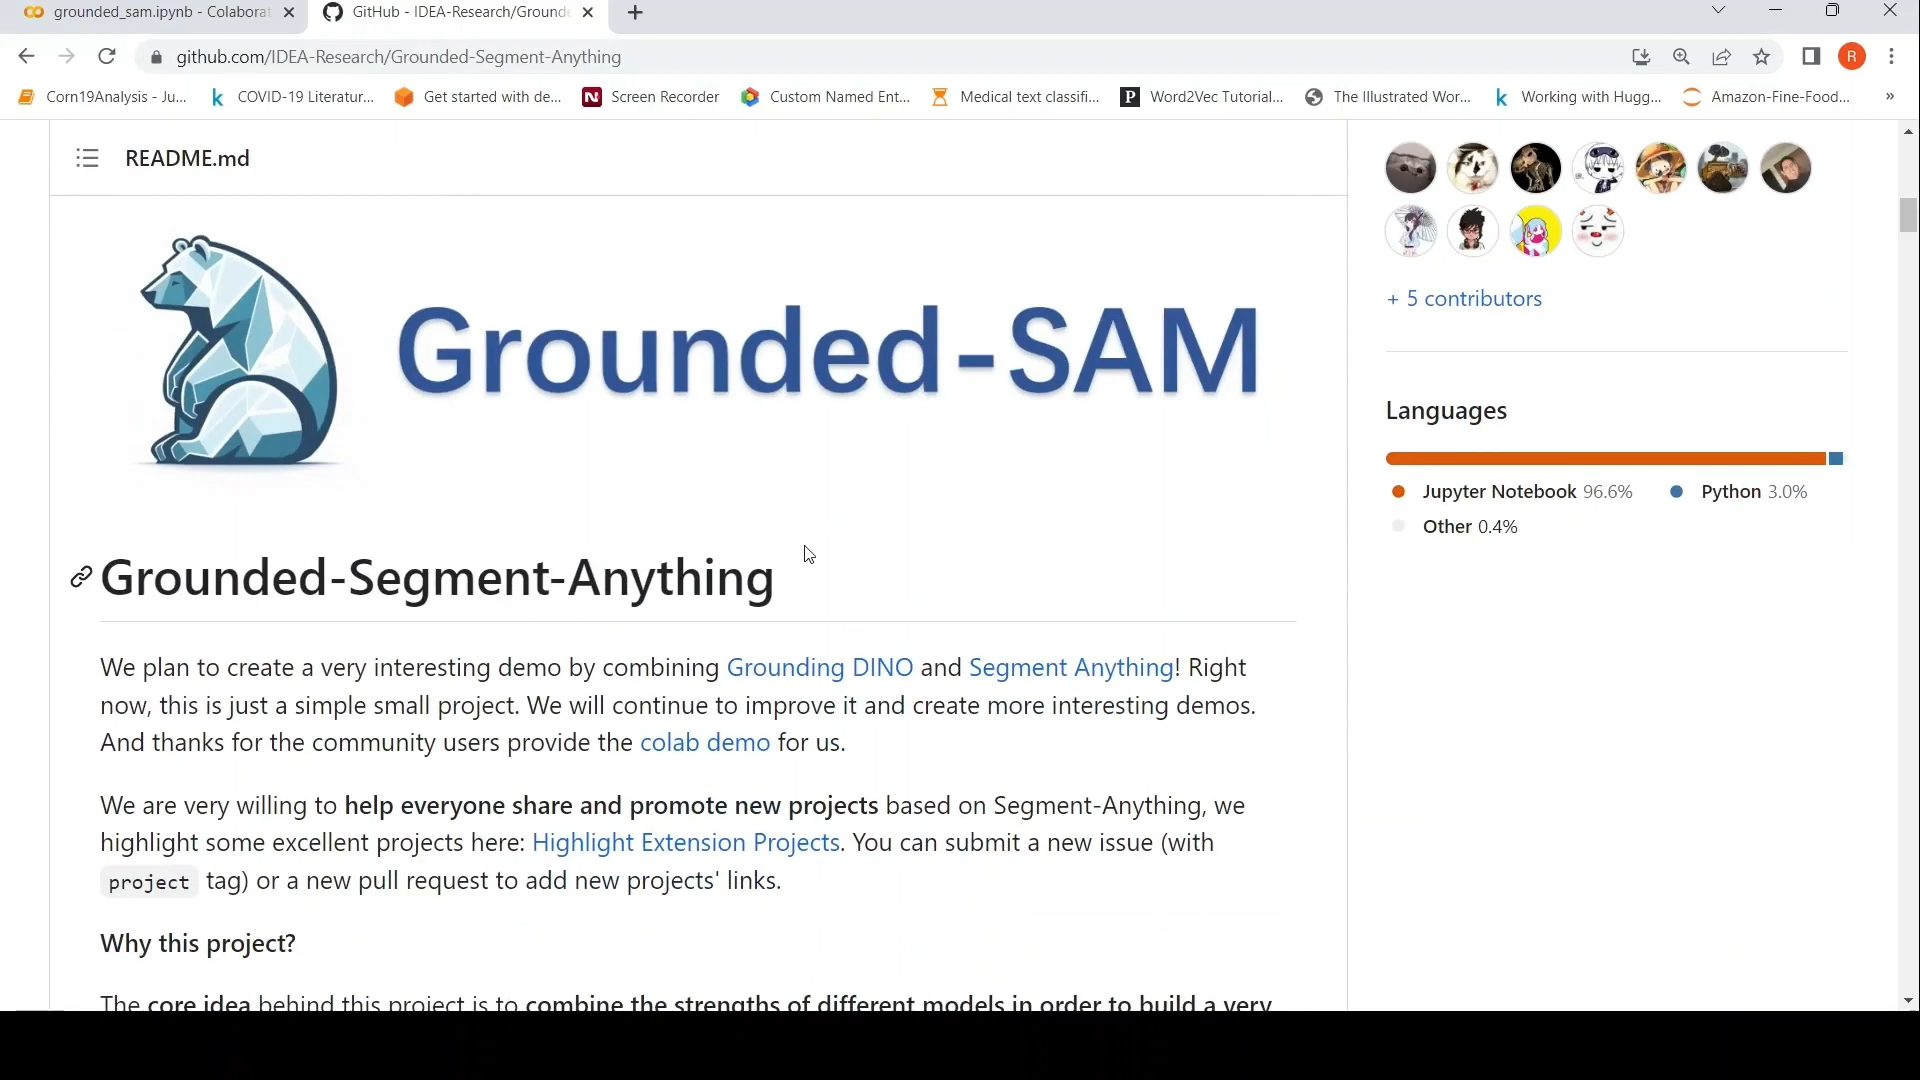 grounded_sam.ipynb - Colaborat
GitHub - IDEA-Research/Grounde
github.com/IDEA-Research/Grounded-Segment-Anything
R
Corn19Analysis - Ju...
COVID-19 Literatur...
Get started with de...
Screen Recorder
Custom Named Ent...
Medical text classifi...
Word2Vec Tutorial...
The Illustrated Wor...
Working with Hugg...
Amazon-Fine-Food...
»
README.md
Grounded-SAM
Grounded-Segment-Anything
We plan to create a very interesting demo by combining Grounding DINO and Segment Anything! Right
now, this is just a simple small project. We will continue to improve it and create more interesting demos.
And thanks for the community users provide the colab demo for us.
We are very willing to help everyone share and promote new projects based on Segment-Anything, we
highlight some excellent projects here: Highlight Extension Projects. You can submit a new issue (with
project tag) or a new pull request to add new projects' links.
Why this project?
The core idea behind this project is to combine the strengths of different models in order to build a very
+ 5 contributors
Languages
Jupyter Notebook 96.6%
Python 3.0%
Other 0.4%